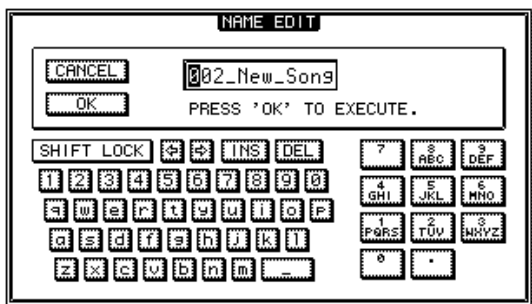 NAME EDIT
CANCEL
002_New_Song
OK
PRESS 'OK' TO EXECUTE.
SHIFT LOCK INS DEL
1 2 3 4 5 6 7 8 9 0
q w e r t y u i o p
a s d f g h j k l
z x c v b n m _
7 8 ABC 9 DEF
4 GHI 5 JKL 6 MNO
1 PQRS 2 TUV 3 WXYZ
0 .